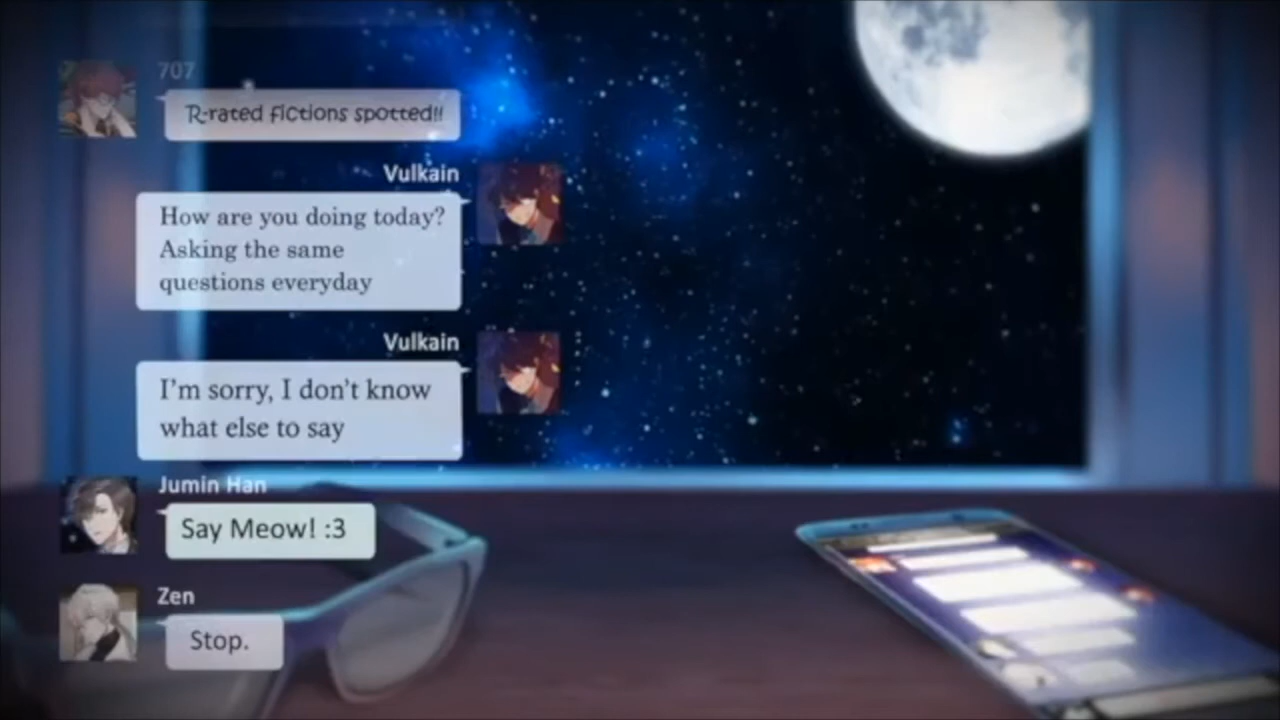 707
R-rated fictions spotted!!
Vulkain
How are you doing today?
Asking the same
questions everyday
Vulkain
I'm sorry, I don't know
what else to say
Jumin Han
Say Meow! :3
Zen
Stop.